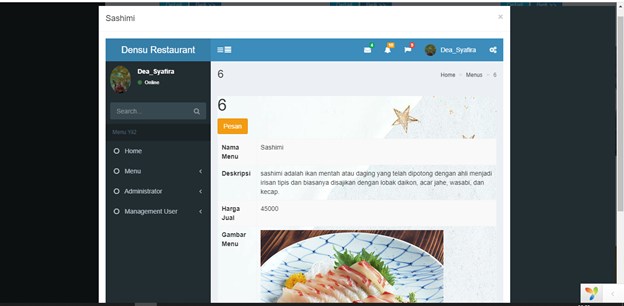 Sashimi
×
Densu Restaurant
Dea_Syafira
Dea_Syafira
Online
Search...
Menu Yii2
Home
Menu
Administrator
Management User
6
Home > Menus > 6
6
Pesan
Nama Menu
Sashimi
Deskripsi
sashimi adalah ikan mentah atau daging yang telah dipotong dengan ahli menjadi
irisan tipis dan biasanya disajikan dengan lobak daikon, acar jahe, wasabi, dan
kecap.
Harga Jual
45000
Gambar Menu